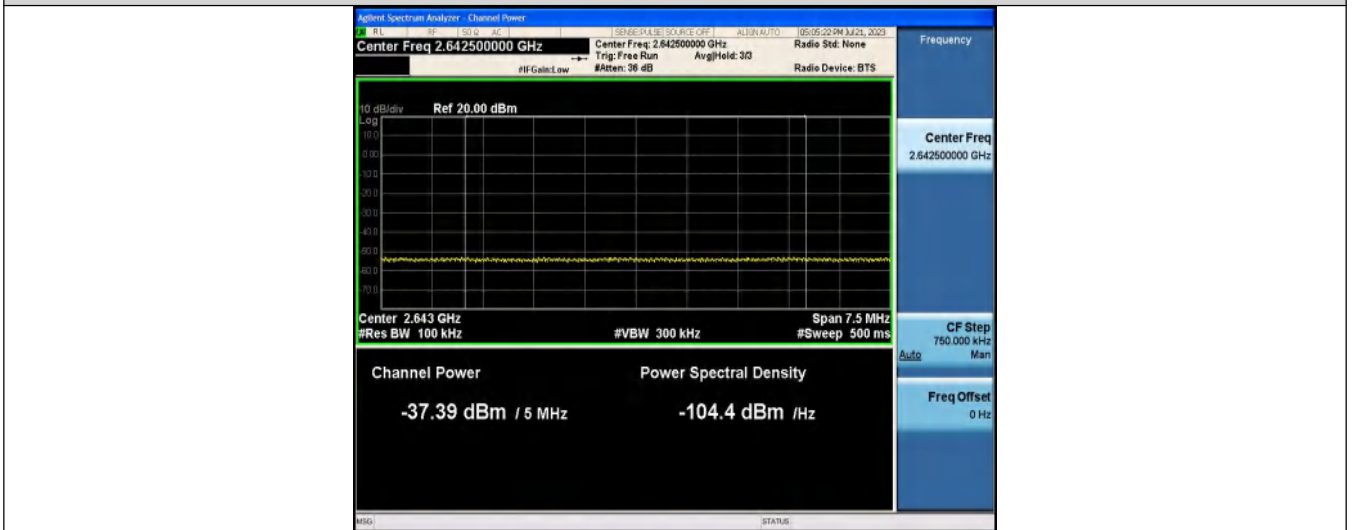 Agilent Spectrum Analyzer - Channel Power
RL RF 50 Ω AC SENSE:PULSE SOURCE OFF ALIGN AUTO 05:05:22 PM Jul 21, 2023
Center Freq 2.642500000 GHz
Center Freq: 2.642500000 GHz
Radio Std: None
Trig: Free Run Avg|Hold: 3/3
#IFGain:Low
#Atten: 36 dB
Radio Device: BTS
10 dB/div Ref 20.00 dBm
Log
10.0
0.00
-10.0
-20.0
-30.0
-40.0
-50.0
-60.0
-70.0
Center 2.643 GHz
Span 7.5 MHz
#Res BW 100 kHz
#VBW 300 kHz
#Sweep 500 ms
Channel Power
Power Spectral Density
-37.39 dBm / 5 MHz
-104.4 dBm /Hz
MSG
STATUS
Frequency
Center Freq
2.642500000 GHz
CF Step
750.000 kHz
Auto Man
Freq Offset
0 Hz